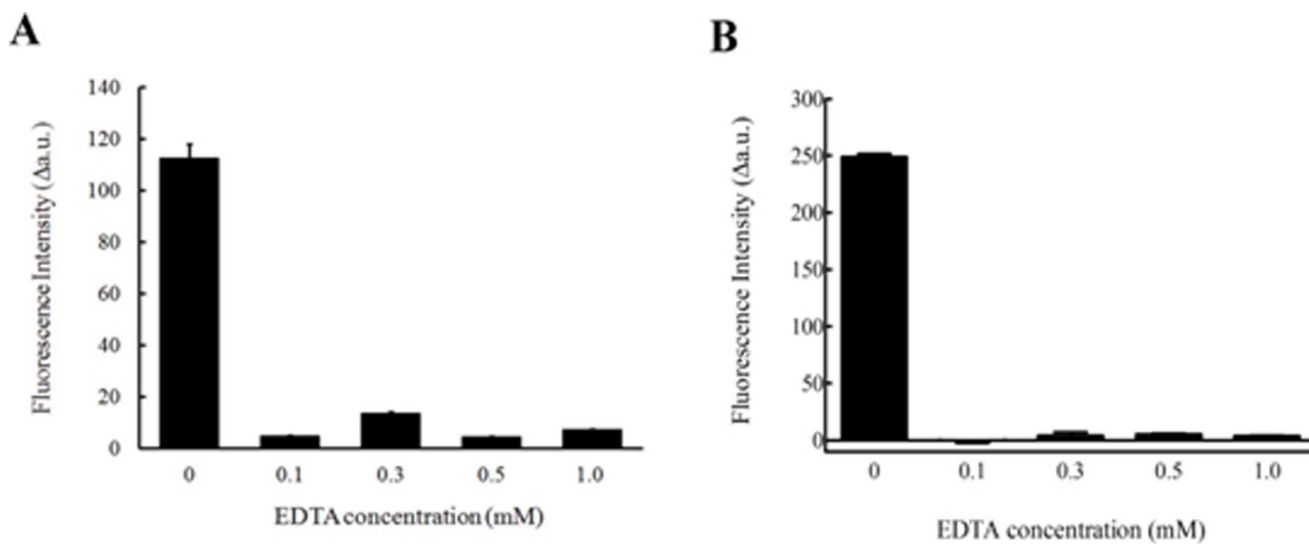 A
Fluorescence Intensity (Δa.u.)
140
120
100
80
60
40
20
0
0 0.1 0.3 0.5 1.0
EDTA concentration (mM)
B
Fluorescence Intensity (Δa.u.)
300
250
200
150
100
50
0
0 0.1 0.3 0.5 1.0
EDTA concentration (mM)